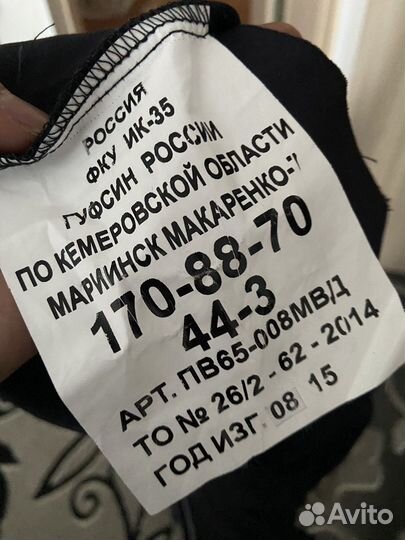 РОССИЯ
ФКУ ИК-35
ГУФСИН РОССИИ
ПО КЕМЕРОВСКОЙ ОБЛАСТИ
МАРИИНСК МАКАРЕНКО-7
170-88-70
44-3
АРТ. ПВ65-008МВ/Д
ТО № 26/2 - 62 - 2014
ГОД ИЗГ. 08 15
Avito